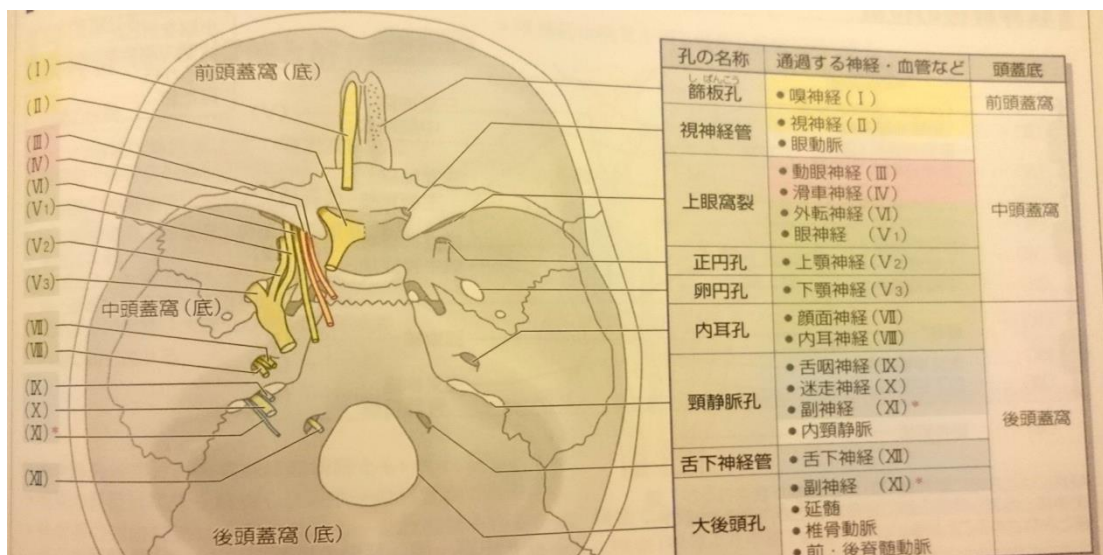 前頭蓋窩(底)
(Ⅰ)
(Ⅱ)
(Ⅲ)
(Ⅳ)
(Ⅵ)
(Ⅴ1)
(Ⅴ2)
(Ⅴ3)
中頭蓋窩(底)
(Ⅶ)
(Ⅷ)
(Ⅸ)
(Ⅹ)
(Ⅺ)*
(Ⅻ)
後頭蓋窩(底)
孔の名称 通過する神経・血管など 頭蓋底
しばんこう
篩板孔 ●嗅神経(Ⅰ) 前頭蓋窩
視神経管 ●視神経(Ⅱ)
●眼動脈
上眼窩裂 ●動眼神経(Ⅲ)
●滑車神経(Ⅳ)
●外転神経(Ⅵ)
●眼神経 (Ⅴ1)
中頭蓋窩
正円孔 ●上顎神経(Ⅴ2)
卵円孔 ●下顎神経(Ⅴ3)
内耳孔 ●顔面神経(Ⅶ)
●内耳神経(Ⅷ)
頸静脈孔 ●舌咽神経(Ⅸ)
●迷走神経(Ⅹ)
●副神経 (Ⅺ)*
●内頸静脈
後頭蓋窩
舌下神経管 ●舌下神経(Ⅻ)
大後頭孔 ●副神経 (Ⅺ)*
●延髄
●椎骨動脈
●前・後脊髄動脈